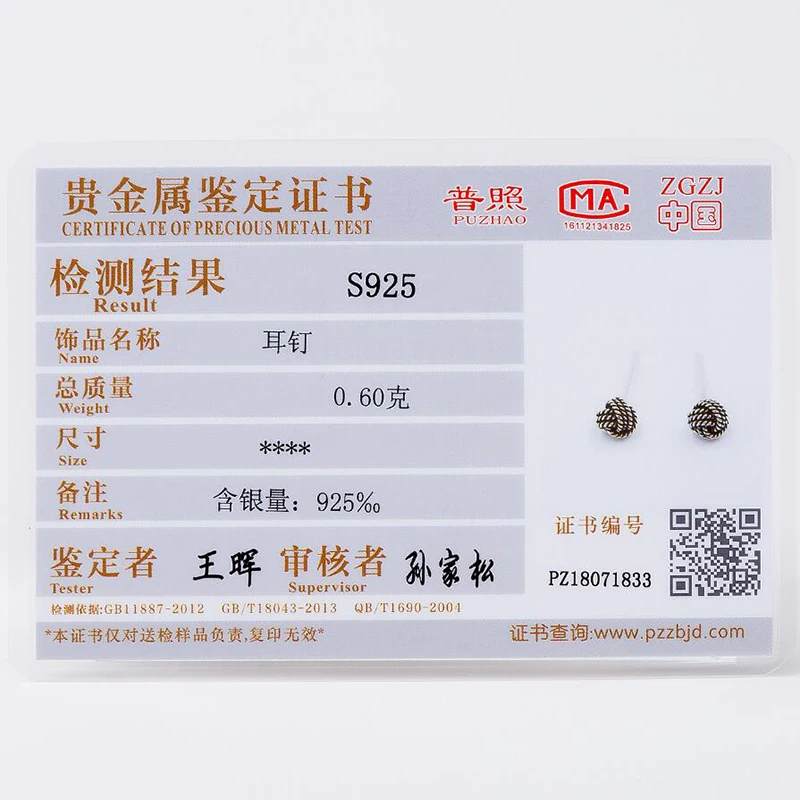 贵金属鉴定证书
CERTIFICATE OF PRECIOUS METAL TEST
普照
PUZHAO
MA
161121341825
ZGZJ
中国
检测结果 S925
Result
饰品名称 耳钉
Name
总质量 0.60克
Weight
尺寸 ****
Size
备注 含银量：925‰
Remarks
鉴定者 王晖 审核者 孙家松
Tester Supervisor
证书编号
PZ18071833
检测依据:GB11887-2012 GB/T18043-2013 QB/T1690-2004
*本证书仅对送检样品负责,复印无效* 证书查询:www.pzzbjd.com